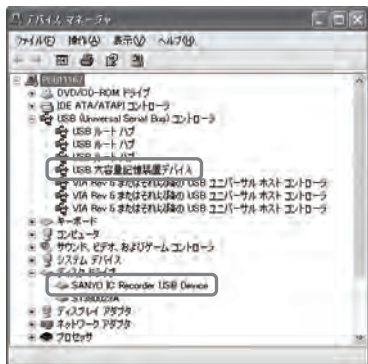 デバイス マネージャ
ファイル(F) 操作(A) 表示(V) ヘルプ(H)
DVD/CD-ROM ドライブ
IDE ATA/ATAPI コントローラ
USB (Universal Serial Bus) コントローラ
USB ルート ハブ
USB ルート ハブ
USB ルート ハブ
USB 大容量記憶装置デバイス
VIA Rev 5 またはそれ以降の USB ユニバーサル ホスト コントローラ
VIA Rev 5 またはそれ以降の USB ユニバーサル ホスト コントローラ
VIA Rev 5 またはそれ以降の USB ユニバーサル ホスト コントローラ
キーボード
コンピュータ
サウンド、ビデオ、およびゲーム コントローラ
システム デバイス
ディスク ドライブ
SANYO IC Recorder USB Device
ST380023A
ディスプレイ アダプタ
ネットワーク アダプタ
プロセッサ